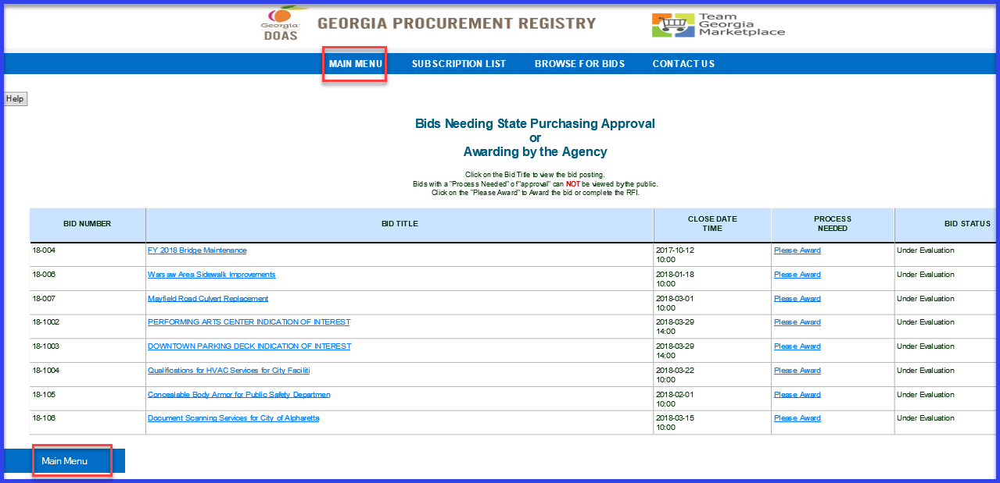 Georgia
DOAS
GEORGIA PROCUREMENT REGISTRY
Team
Georgia
Marketplace
MAIN MENU SUBSCRIPTION LIST BROWSE FOR BIDS CONTACT US
Help
Bids Needing State Purchasing Approval
or
Awarding by the Agency
Click on the Bid Title to view the bid posting.
Bids with a "Process Needed" of "approval" can NOT be viewed by the public.
Click on the "Please Award" to Award the bid or complete the RFI.
BID NUMBER BID TITLE CLOSE DATE TIME PROCESS NEEDED BID STATUS
18-004 FY 2018 Bridge Maintenance 2017-10-12 Please Award Under Evaluation
10:00
18-006 Warsaw Area Sidewalk Improvements 2018-01-18 Please Award Under Evaluation
10:00
18-007 Mayfield Road Culvert Replacement 2018-03-01 Please Award Under Evaluation
10:00
18-1002 PERFORMING ARTS CENTER INDICATION OF INTEREST 2018-03-29 Please Award Under Evaluation
14:00
18-1003 DOWNTOWN PARKING DECK INDICATION OF INTEREST 2018-03-29 Please Award Under Evaluation
14:00
18-1004 Qualifications for HVAC Services for City Faciliti 2018-03-22 Please Award Under Evaluation
10:00
18-105 Concealable Body Armor for Public Safety Departmen 2018-02-01 Please Award Under Evaluation
10:00
18-106 Document Scanning Services for City of Alpharetta 2018-03-15 Please Award Under Evaluation
10:00
Main Menu